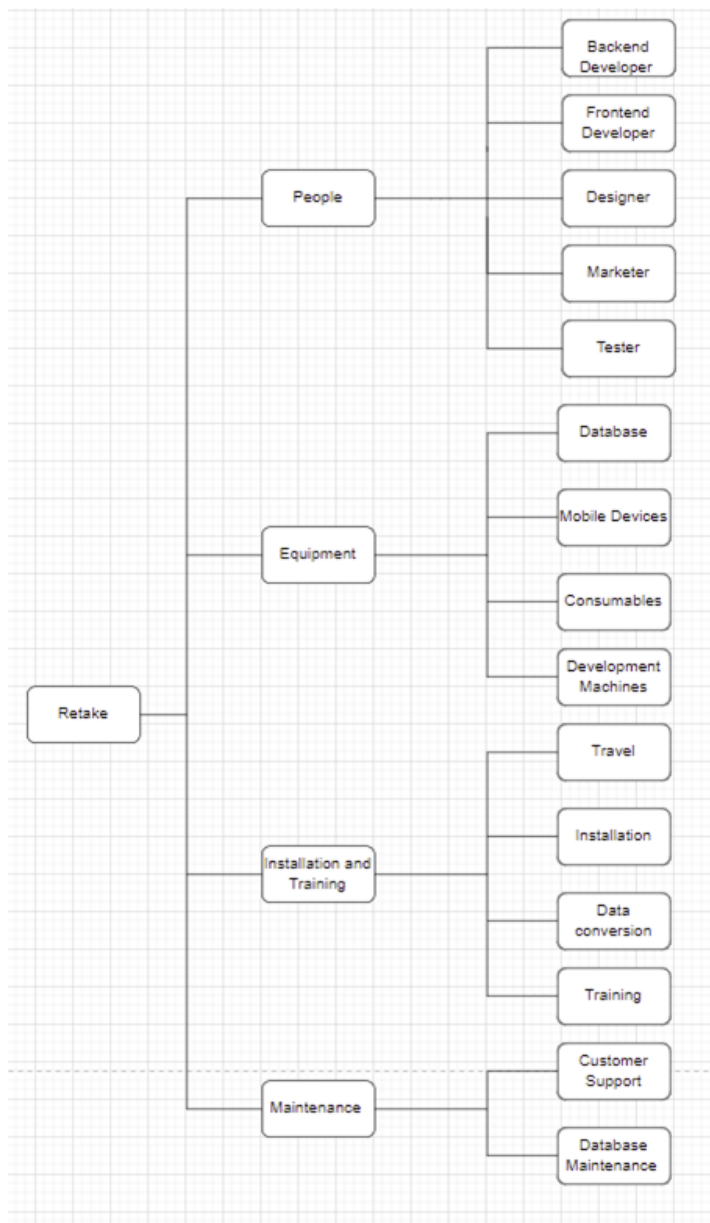 Backend
Developer
Frontend
Developer
People
Designer
Marketer
Tester
Database
Mobile Devices
Equipment
Consumables
Development
Machines
Retake
Travel
Installation
Installation and
Training
Data
conversion
Training
Customer
Support
Maintenance
Database
Maintenance